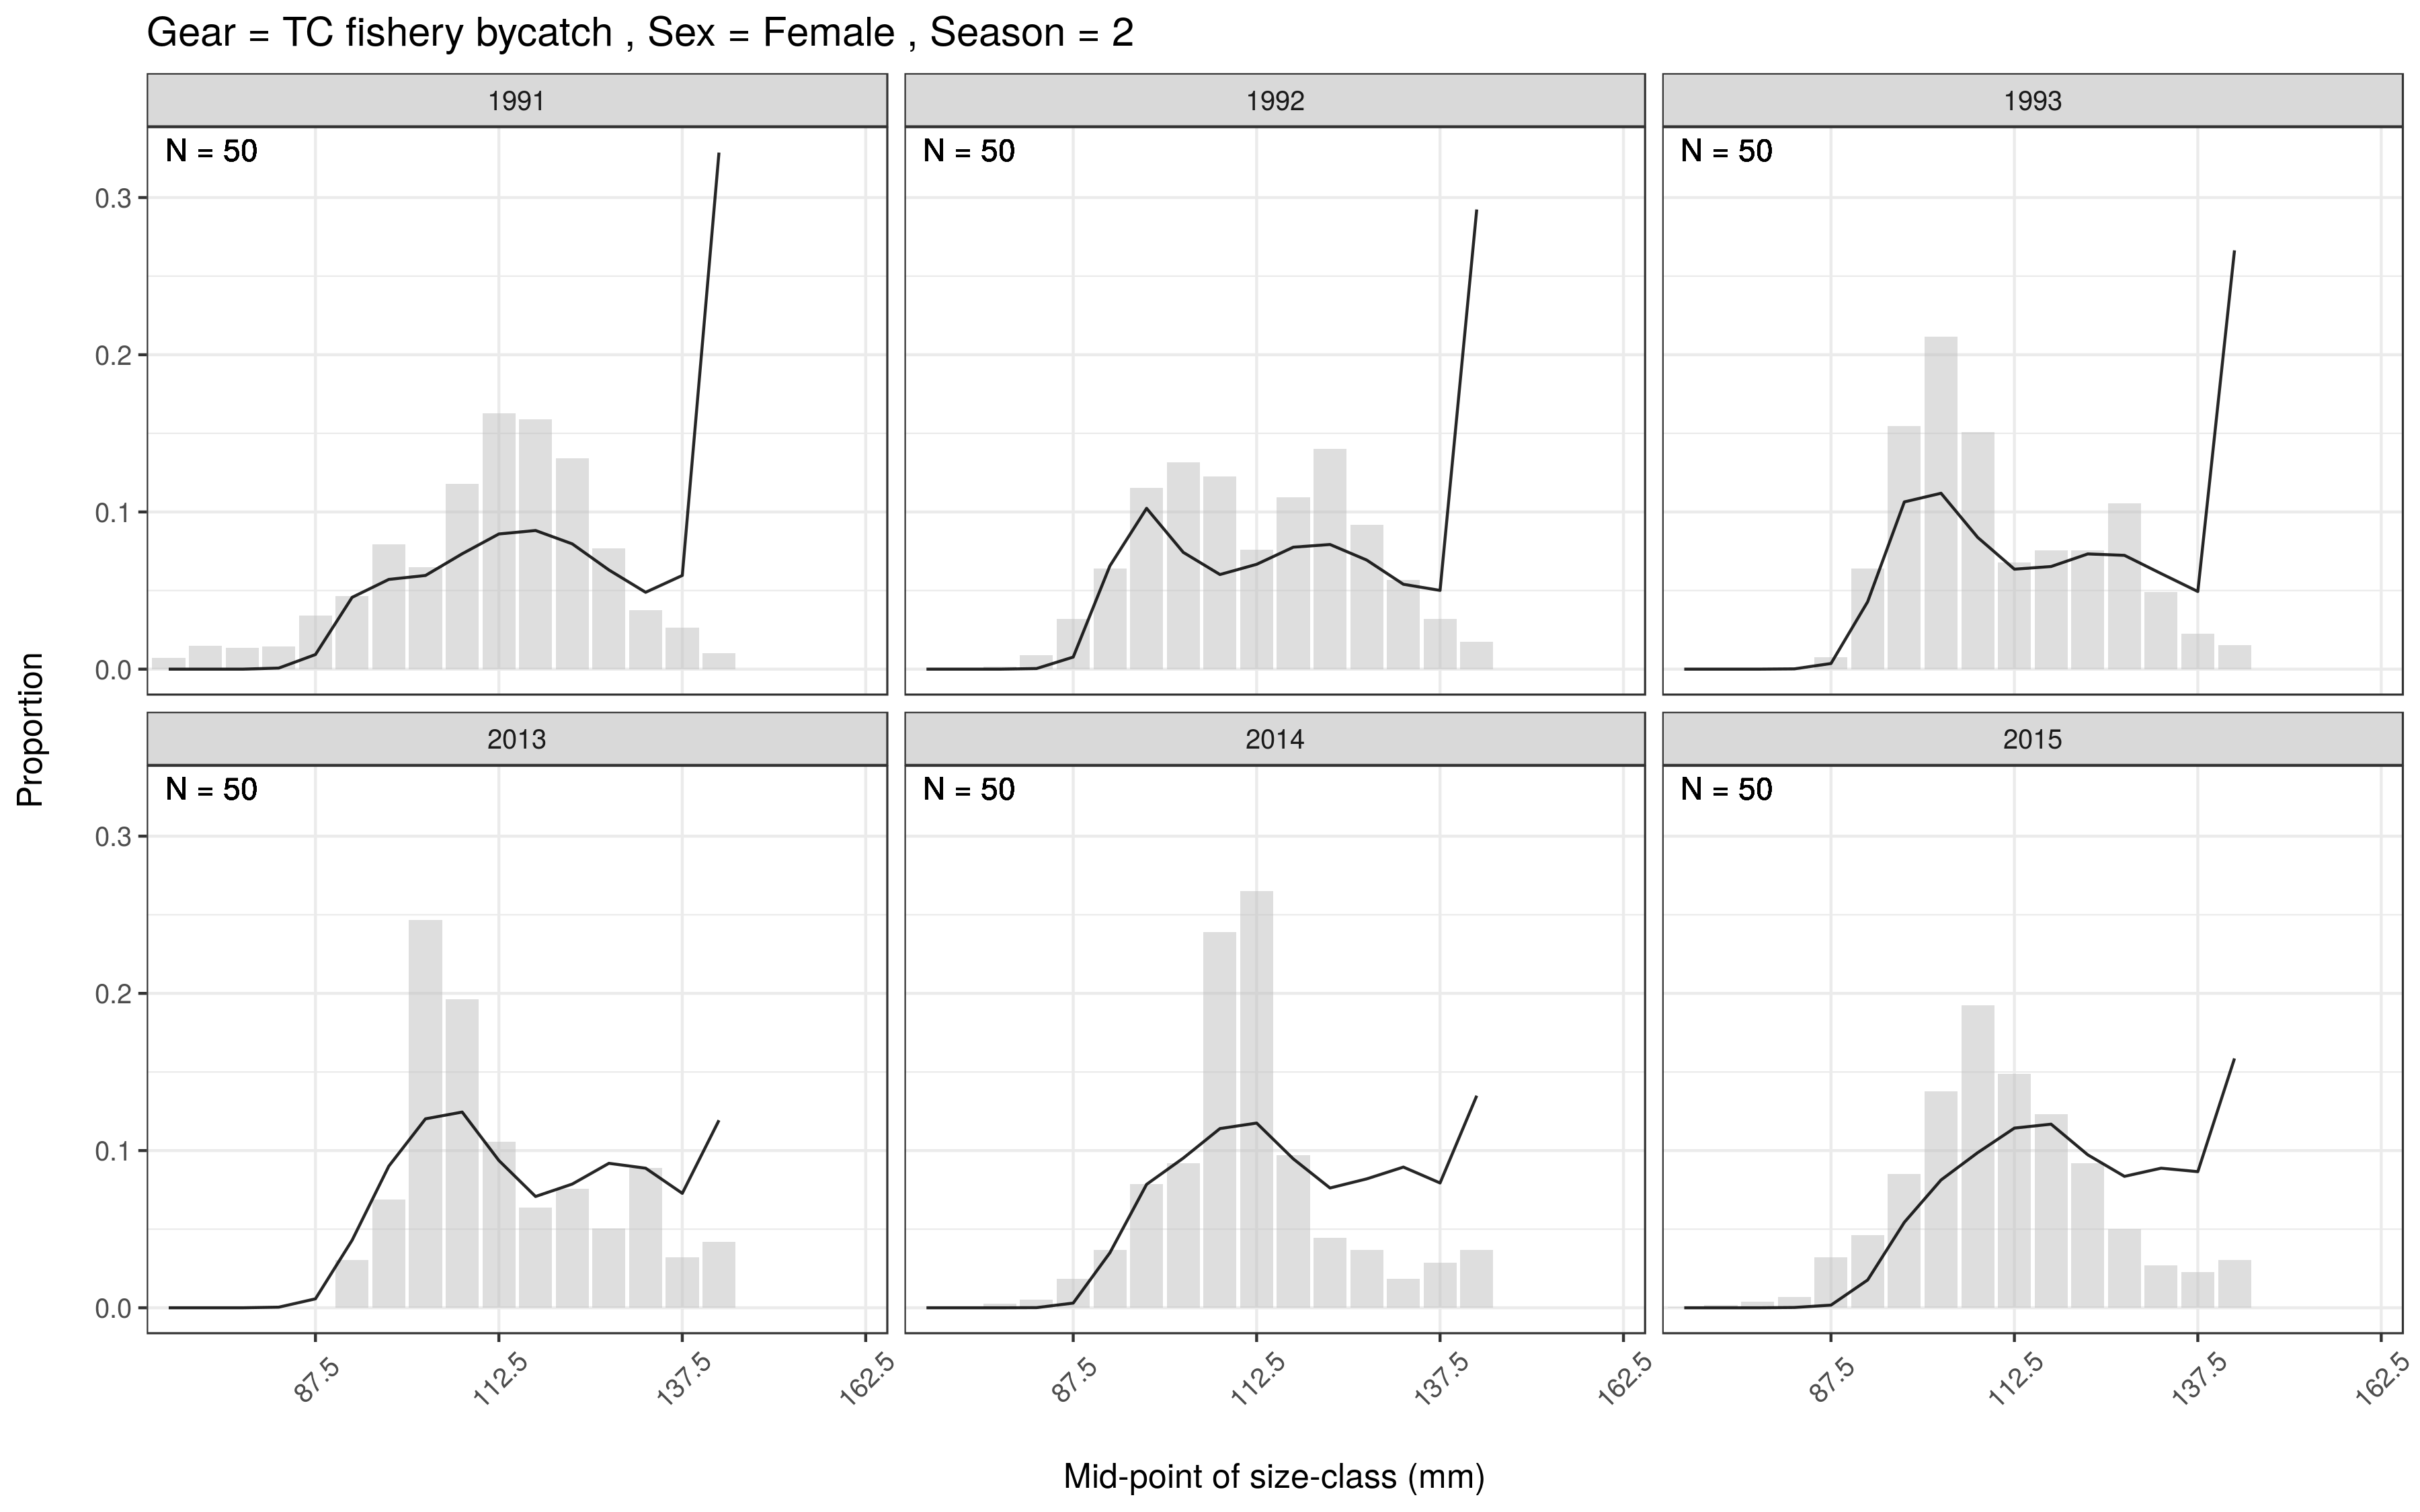 Gear = TC fishery bycatch , Sex = Female , Season = 2
1991
1992
1993
N = 50
N = 50
N = 50
0.3
0.2
0.1
0.0
2013
2014
2015
N = 50
N = 50
N = 50
0.3
0.2
0.1
0.0
Proportion
87.5
112.5
137.5
162.5
87.5
112.5
137.5
162.5
87.5
112.5
137.5
162.5
Mid-point of size-class (mm)